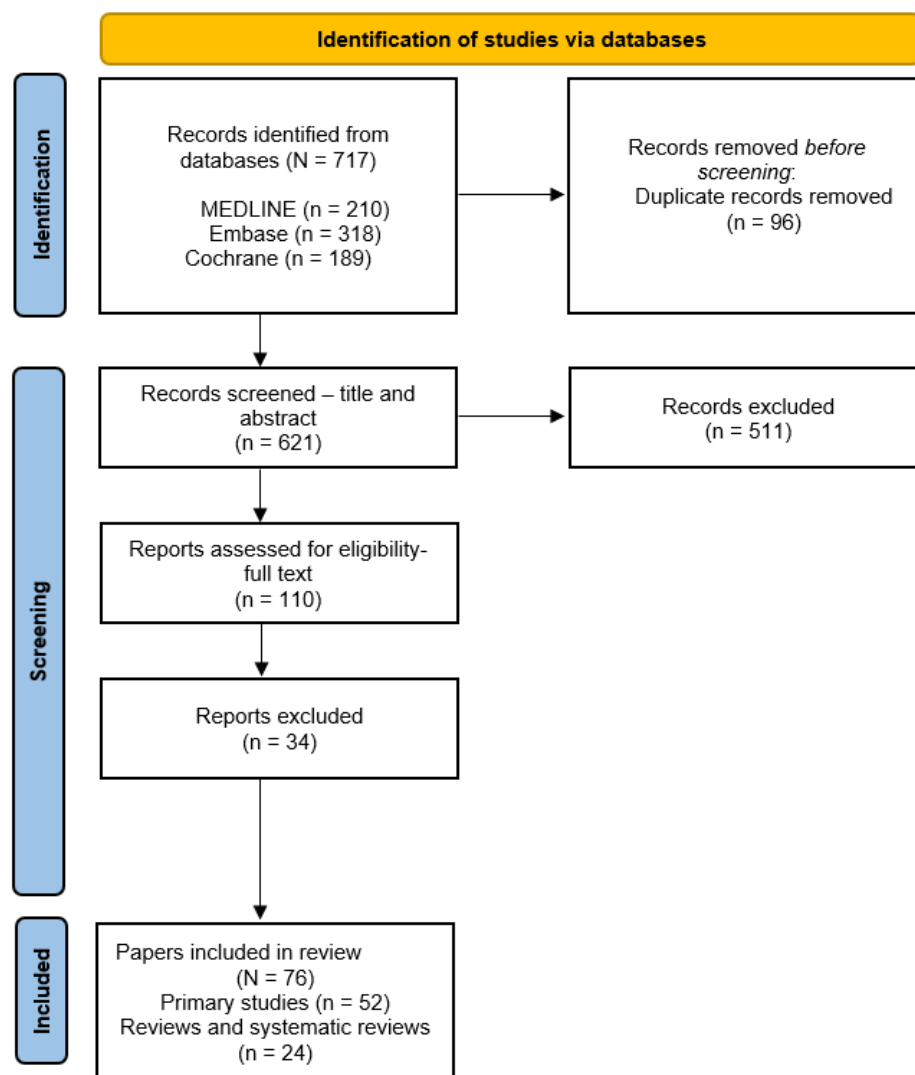 Identification of studies via databases
Identification
Records identified from
databases (N = 717)
MEDLINE (n = 210)
Embase (n = 318)
Cochrane (n = 189)
Records removed before
screening:
Duplicate records removed
(n = 96)
Screening
Records screened – title and
abstract
(n = 621)
Records excluded
(n = 511)
Reports assessed for eligibility-
full text
(n = 110)
Reports excluded
(n = 34)
Included
Papers included in review
(N = 76)
Primary studies (n = 52)
Reviews and systematic reviews
(n = 24)